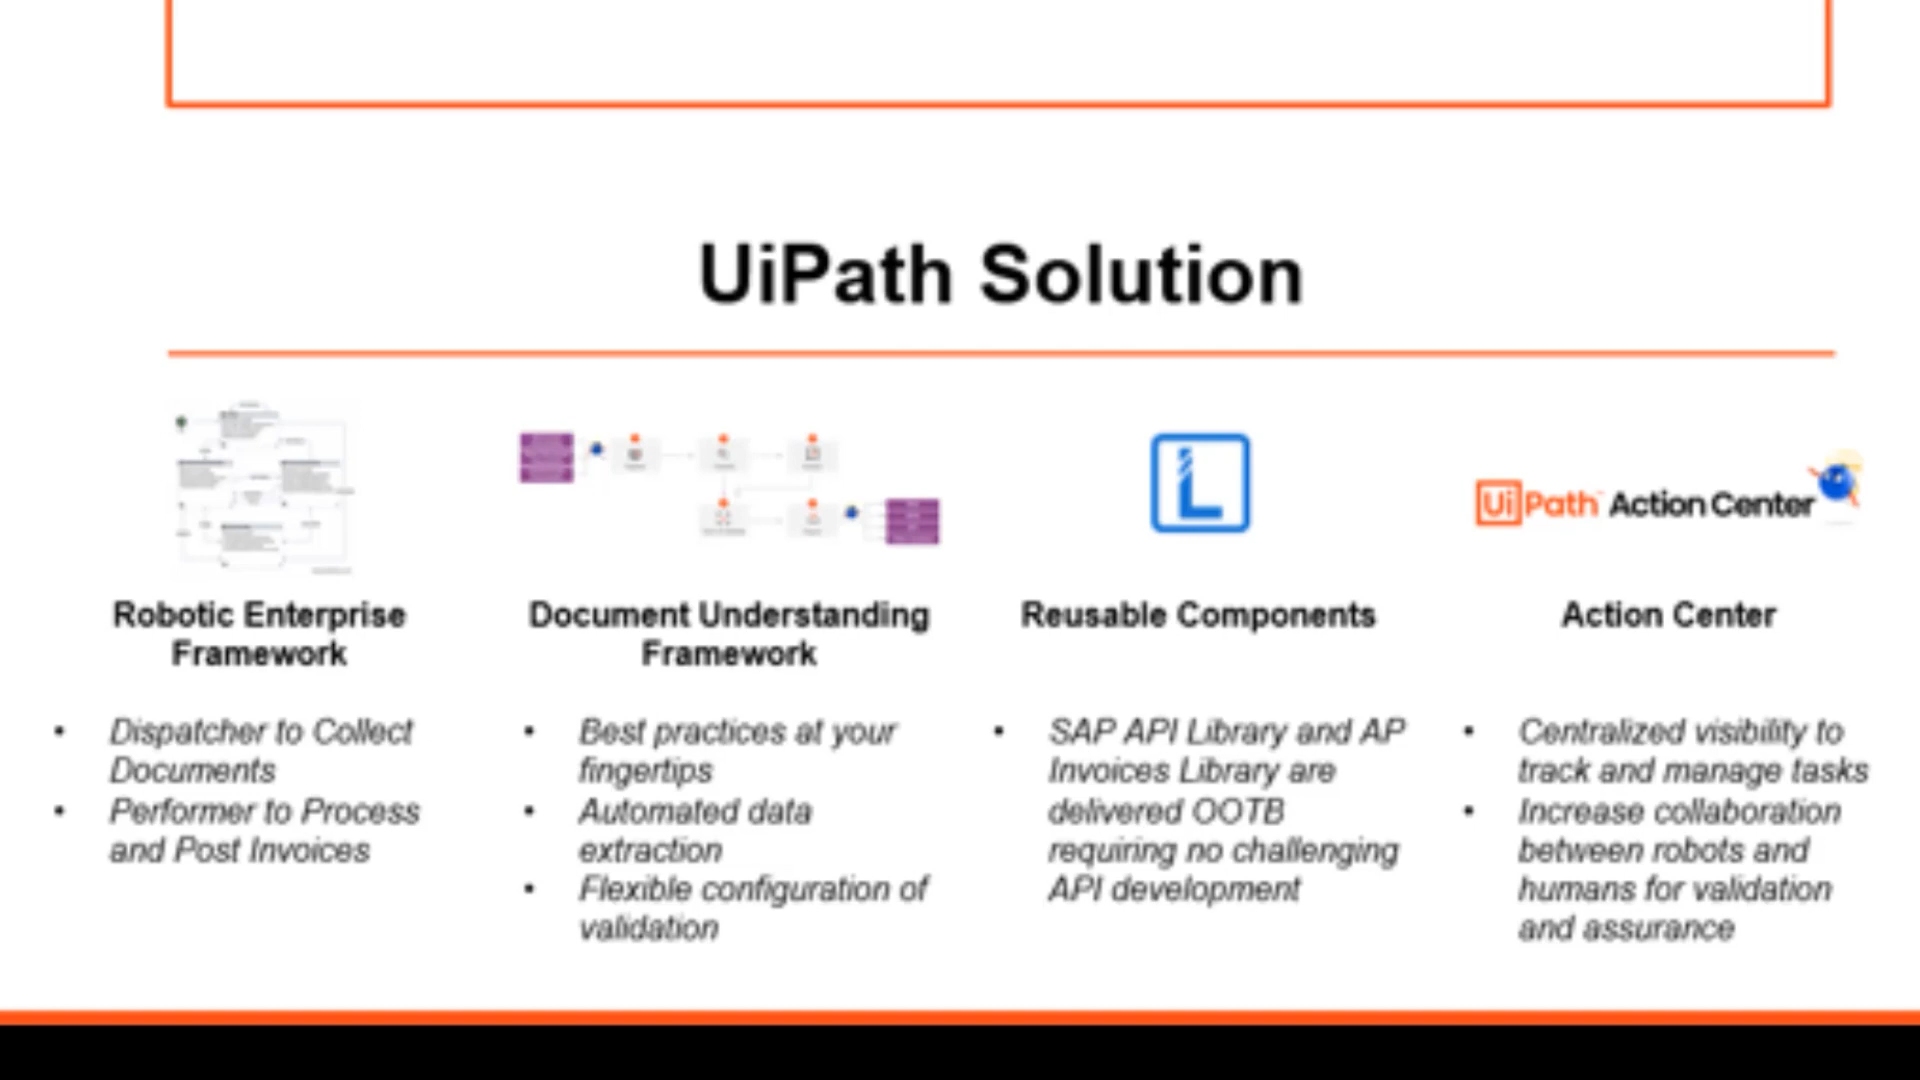 UiPath Solution
UiPath Action Center
Robotic Enterprise
Framework
• Dispatcher to Collect
Documents
• Performer to Process
and Post Invoices
Document Understanding
Framework
• Best practices at your
fingertips
• Automated data
extraction
• Flexible configuration of
validation
Reusable Components
• SAP API Library and AP
Invoices Library are
delivered OOTB
requiring no challenging
API development
Action Center
• Centralized visibility to
track and manage tasks
• Increase collaboration
between robots and
humans for validation
and assurance